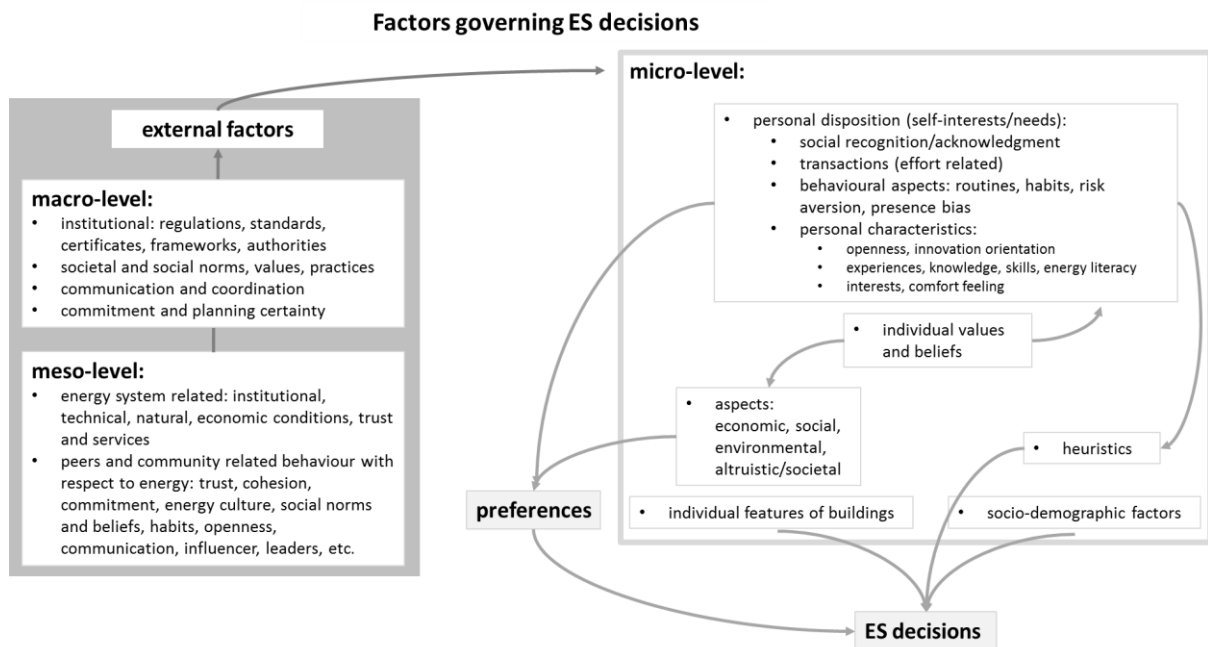 Factors governing ES decisions
external factors
macro-level:
• institutional: regulations, standards,
certificates, frameworks, authorities
• societal and social norms, values, practices
• communication and coordination
• commitment and planning certainty
meso-level:
• energy system related: institutional,
technical, natural, economic conditions, trust
and services
• peers and community related behaviour with
respect to energy: trust, cohesion,
commitment, energy culture, social norms
and beliefs, habits, openness,
communication, influencer, leaders, etc.
micro-level:
• personal disposition (self-interests/needs):
• social recognition/acknowledgment
• transactions (effort related)
• behavioural aspects: routines, habits, risk
aversion, presence bias
• personal characteristics:
• openness, innovation orientation
• experiences, knowledge, skills, energy literacy
• interests, comfort feeling
• individual values
and beliefs
• aspects:
economic, social,
environmental,
altruistic/societal
• heuristics
preferences
• individual features of buildings
• socio-demographic factors
ES decisions